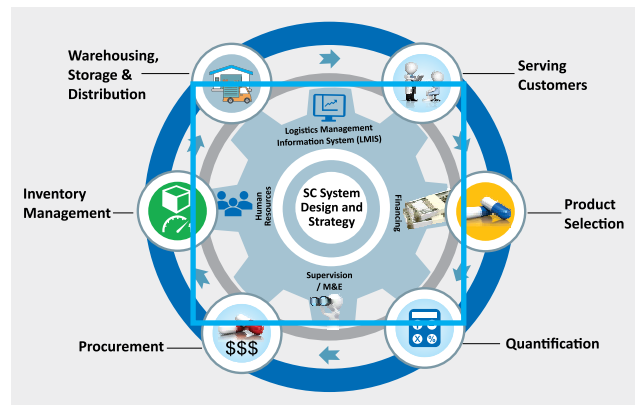 Warehousing,
Storage &
Distribution
Serving
Customers
Logistics Management
Information System (LMIS)
Inventory
Management
Human
Resources
SC System
Design and
Strategy
Financing
Product
Selection
Supervision
/ M&E
Procurement
$$$
Quantification